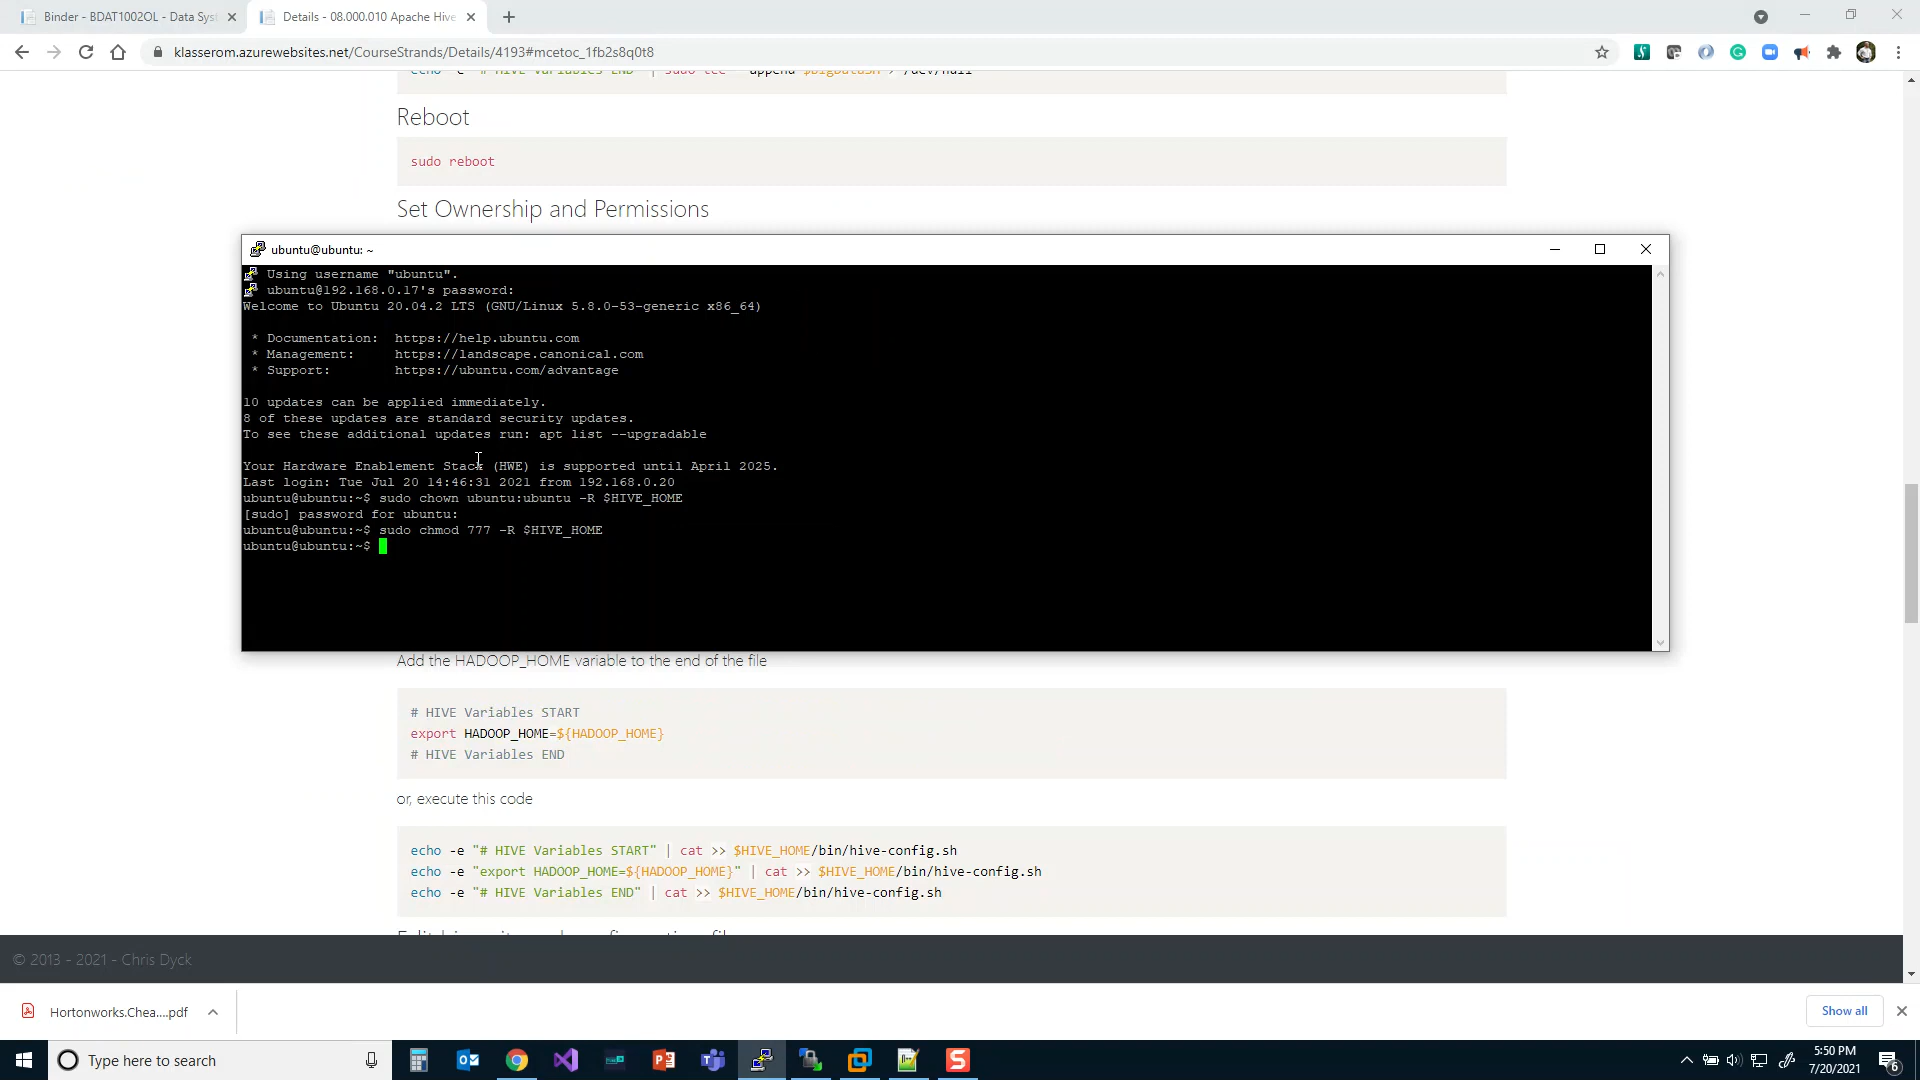 Binder - BDAT1002OL - Data Sys
Details - 08.000.010 Apache Hive
klasserom.azurewebsites.net/CourseStrands/Details/4193#mcetoc_1fb2s8q0t8
Reboot
sudo reboot
Set Ownership and Permissions
ubuntu@ubuntu: ~
Using username "ubuntu".
ubuntu@192.168.0.17's password:
Welcome to Ubuntu 20.04.2 LTS (GNU/Linux 5.8.0-53-generic x86_64)
* Documentation: https://help.ubuntu.com
* Management: https://landscape.canonical.com
* Support: https://ubuntu.com/advantage
10 updates can be applied immediately.
8 of these updates are standard security updates.
To see these additional updates run: apt list --upgradable
Your Hardware Enablement Stack (HWE) is supported until April 2025.
Last login: Tue Jul 20 14:46:31 2021 from 192.168.0.20
ubuntu@ubuntu:~$ sudo chown ubuntu:ubuntu -R $HIVE_HOME
[sudo] password for ubuntu:
ubuntu@ubuntu:~$ sudo chmod 777 -R $HIVE_HOME
ubuntu@ubuntu:~$
Add the HADOOP_HOME variable to the end of the file
# HIVE Variables START
export HADOOP_HOME=${HADOOP_HOME}
# HIVE Variables END
or, execute this code
echo -e "# HIVE Variables START" | cat >> $HIVE_HOME/bin/hive-config.sh
echo -e "export HADOOP_HOME=${HADOOP_HOME}" | cat >> $HIVE_HOME/bin/hive-config.sh
echo -e "# HIVE Variables END" | cat >> $HIVE_HOME/bin/hive-config.sh
© 2013 - 2021 - Chris Dyck
Hortonworks.Chea....pdf
Show all
Type here to search
5:50 PM
7/20/2021
6